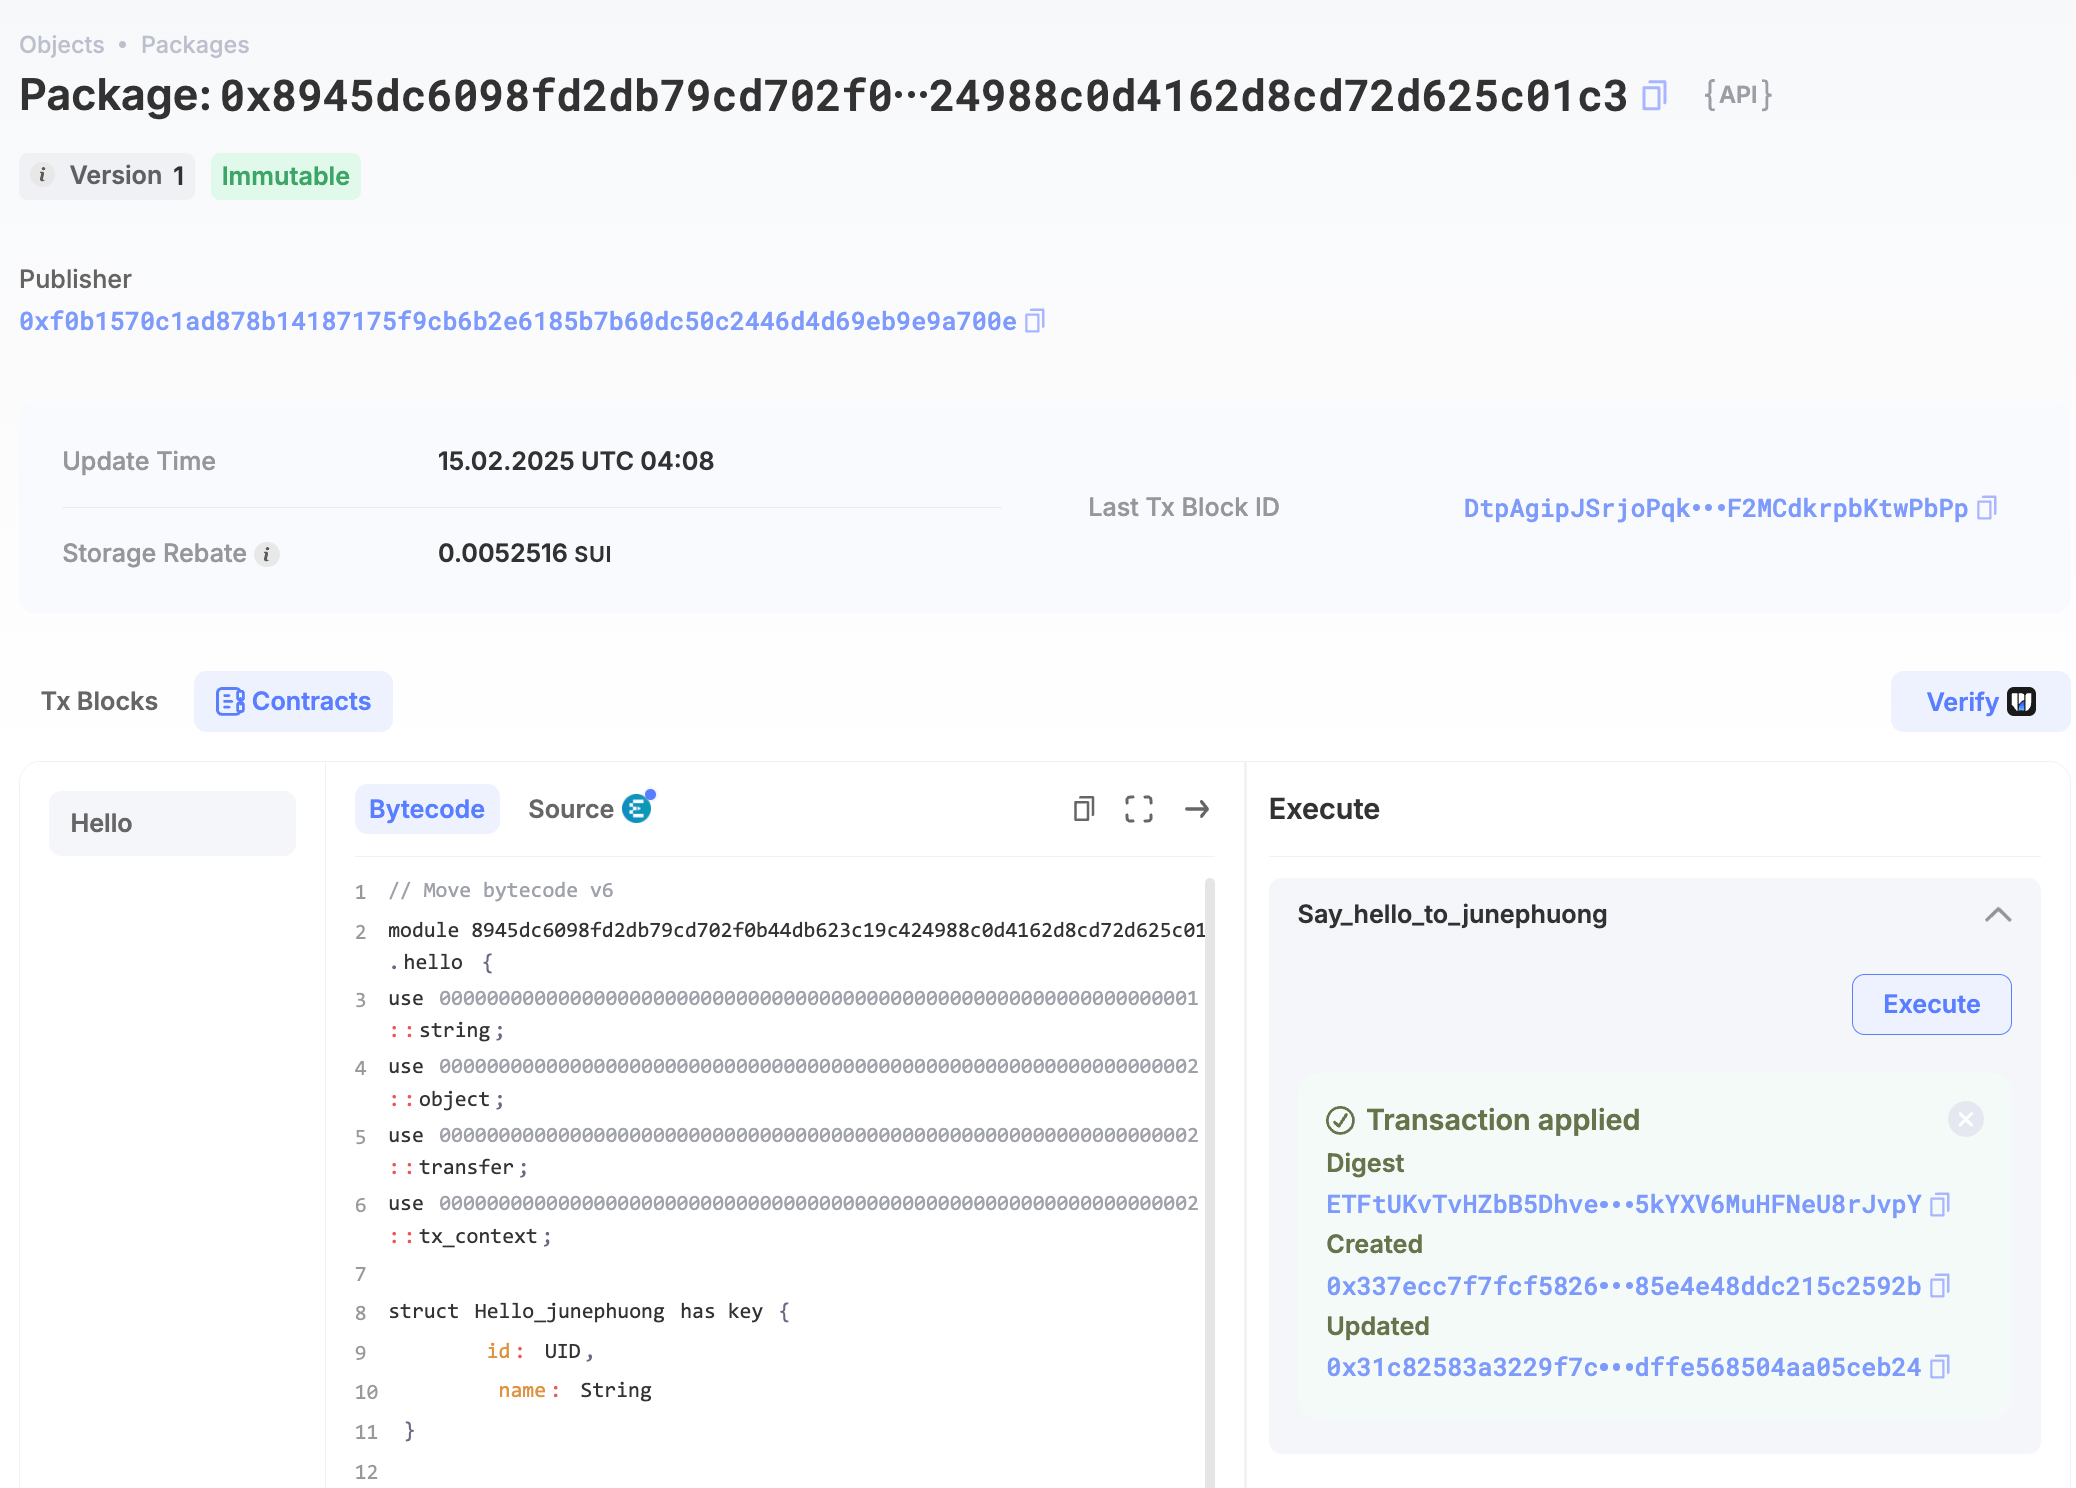 Objects • Packages
Package: 0x8945dc6098fd2db79cd702f0···24988c0d4162d8cd72d625c01c3 {API}
i Version 1 Immutable
Publisher
0xf0b1570c1ad878b14187175f9cb6b2e6185b7b60dc50c2446d4d69eb9e9a700e
Update Time 15.02.2025 UTC 04:08
Last Tx Block ID DtpAgipJSrjoPqk•••F2MCdkrpbKtwPbPp
Storage Rebate i 0.0052516 SUI
Tx Blocks Contracts Verify
Hello
Bytecode Source
1 // Move bytecode v6
2 module 8945dc6098fd2db79cd702f0b44db623c19c424988c0d4162d8cd72d625c01
.hello {
3 use 0000000000000000000000000000000000000000000000000000000000000001
::string;
4 use 0000000000000000000000000000000000000000000000000000000000000002
::object;
5 use 0000000000000000000000000000000000000000000000000000000000000002
::transfer;
6 use 0000000000000000000000000000000000000000000000000000000000000002
::tx_context;
7
8 struct Hello_junephuong has key {
9 id: UID,
10 name: String
11 }
12
Execute
Say_hello_to_junephuong
Execute
Transaction applied
Digest
ETFtUKvTvHZbB5Dhve•••5kYXV6MuHFNeU8rJvpY
Created
0x337ecc7f7fcf5826•••85e4e48ddc215c2592b
Updated
0x31c82583a3229f7c•••dffe568504aa05ceb24